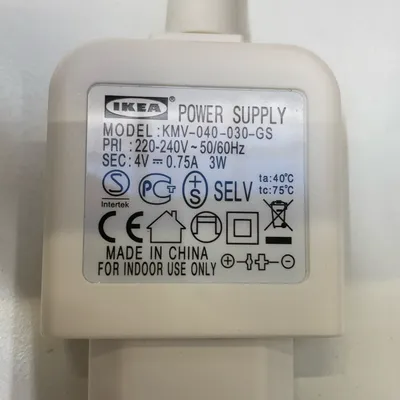 IKEA POWER SUPPLY
MODEL: KMV-040-030-GS
PRI : 220-240V ~ 50/60Hz
SEC: 4V ⎓ 0.75A 3W
S Intertek PCT +S SELV ta: 40°C
tc: 75°C
CE
MADE IN CHINA
FOR INDOOR USE ONLY